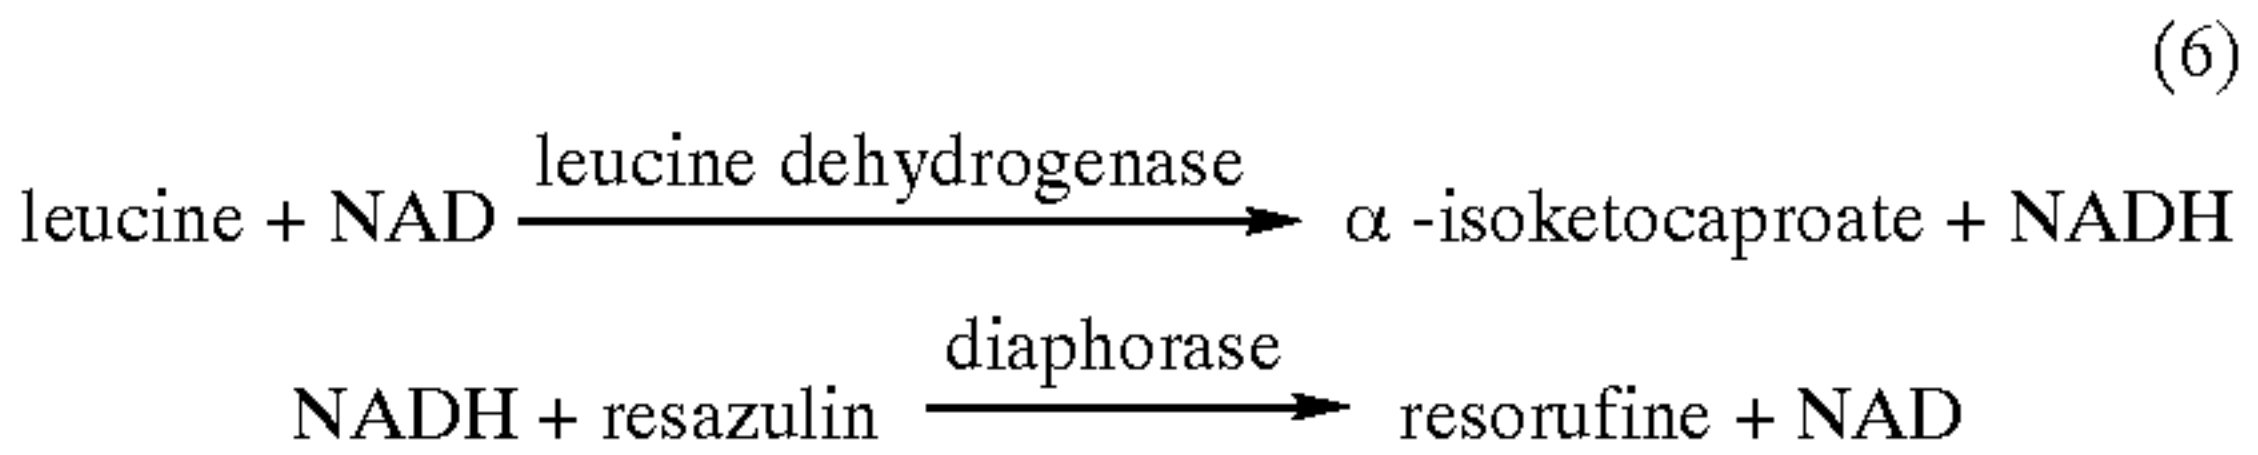 (6)
leucine dehydrogenase
leucine + NAD ⟶ α -isoketocaproate + NADH
diaphorase
NADH + resazulin ⟶ resorufine + NAD